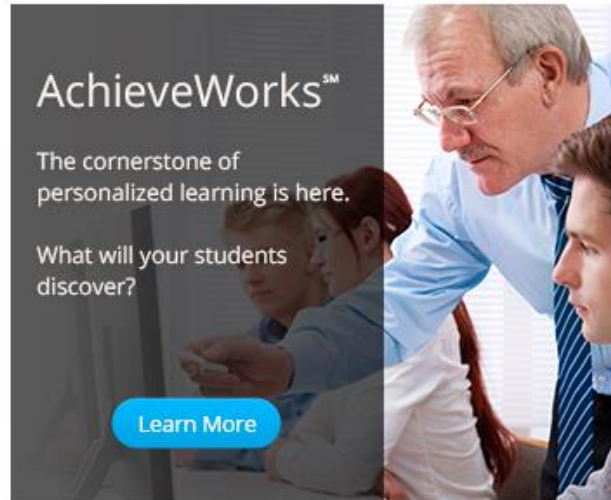 AchieveWorks℠
The cornerstone of
personalized learning is here.
What will your students
discover?
Learn More